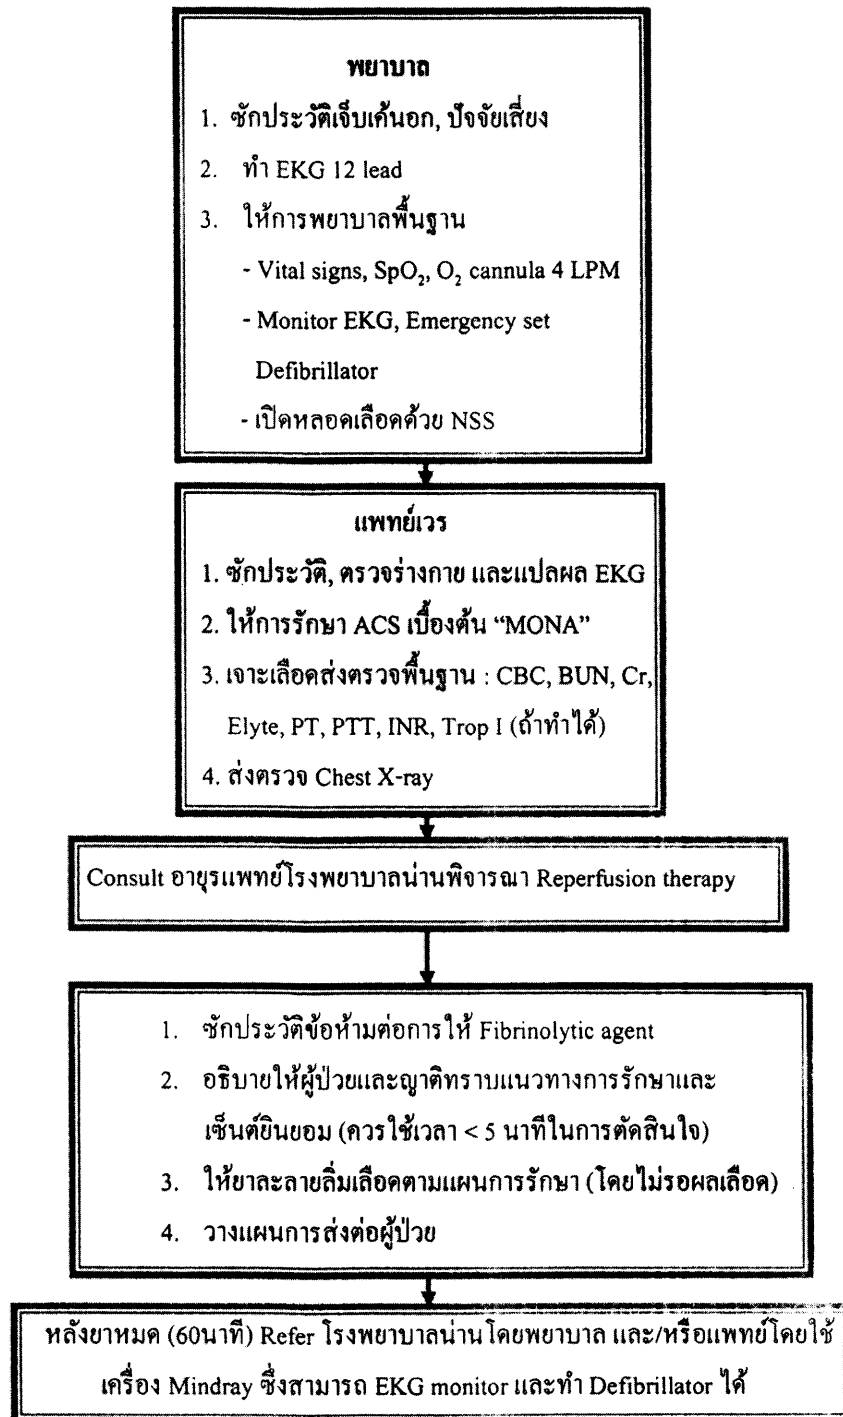 พยาบาล
1. ซักประวัติเจ็บเค้นอก, ปัจจัยเสี่ยง
2. ทำ EKG 12 lead
3. ให้การพยาบาลพื้นฐาน
- Vital signs, SpO₂, O₂ cannula 4 LPM
- Monitor EKG, Emergency set
Defibrillator
- เปิดหลอดเลือดด้วย NSS
แพทย์เวร
1. ซักประวัติ, ตรวจร่างกาย และแปลผล EKG
2. ให้การรักษา ACS เบื้องต้น “MONA”
3. เจาะเลือดส่งตรวจพื้นฐาน : CBC, BUN, Cr,
Elyte, PT, PTT, INR, Trop I (ถ้าทำได้)
4. ส่งตรวจ Chest X-ray
Consult อายุรแพทย์โรงพยาบาลน่านพิจารณา Reperfusion therapy
1. ซักประวัติข้อห้ามต่อการให้ Fibrinolytic agent
2. อธิบายให้ผู้ป่วยและญาติทราบแนวทางการรักษาและ
เซ็นต์ยินยอม (ควรใช้เวลา < 5 นาทีในการตัดสินใจ)
3. ให้ยาละลายลิ่มเลือดตามแผนการรักษา (โดยไม่รอผลเลือด)
4. วางแผนการส่งต่อผู้ป่วย
หลังยาหมด (60นาที) Refer โรงพยาบาลน่านโดยพยาบาล และ/หรือแพทย์โดยใช้
เครื่อง Mindray ซึ่งสามารถ EKG monitor และทำ Defibrillator ได้